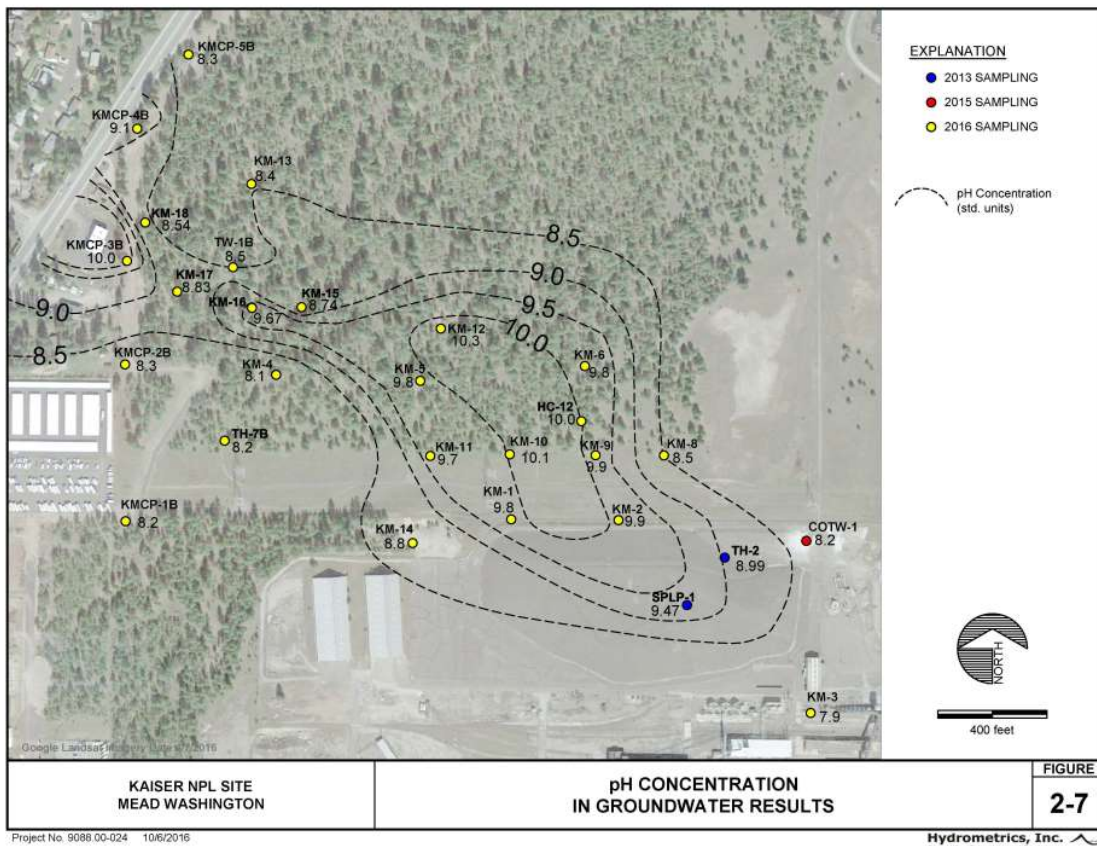 KMCP-5B
8.3
KMCP-4B
9.1
KM-13
8.4
KM-18
8.54
KMCP-3B
10.0
TW-1B
8.5
8.5
KM-17
8.83
9.0
9.0
KM-16
9.67
KM-15
8.74
9.5
10.0
KM-12
10.3
8.5
KMCP-2B
8.3
KM-4
8.1
KM-5
9.8
KM-6
9.8
HC-12
10.0
TH-7B
8.2
KM-11
9.7
KM-10
10.1
KM-9
9.9
KM-8
8.5
KMCP-1B
8.2
KM-1
9.8
KM-2
9.9
KM-14
8.8
COTW-1
8.2
TH-2
8.99
SPLP-1
9.47
KM-3
7.9
EXPLANATION
2013 SAMPLING
2015 SAMPLING
2016 SAMPLING
pH Concentration
(std. units)
NORTH
400 feet
KAISER NPL SITE
MEAD WASHINGTON
pH CONCENTRATION
IN GROUNDWATER RESULTS
FIGURE
2-7
Project No. 9088.00-024 10/6/2016
Hydrometrics, Inc.